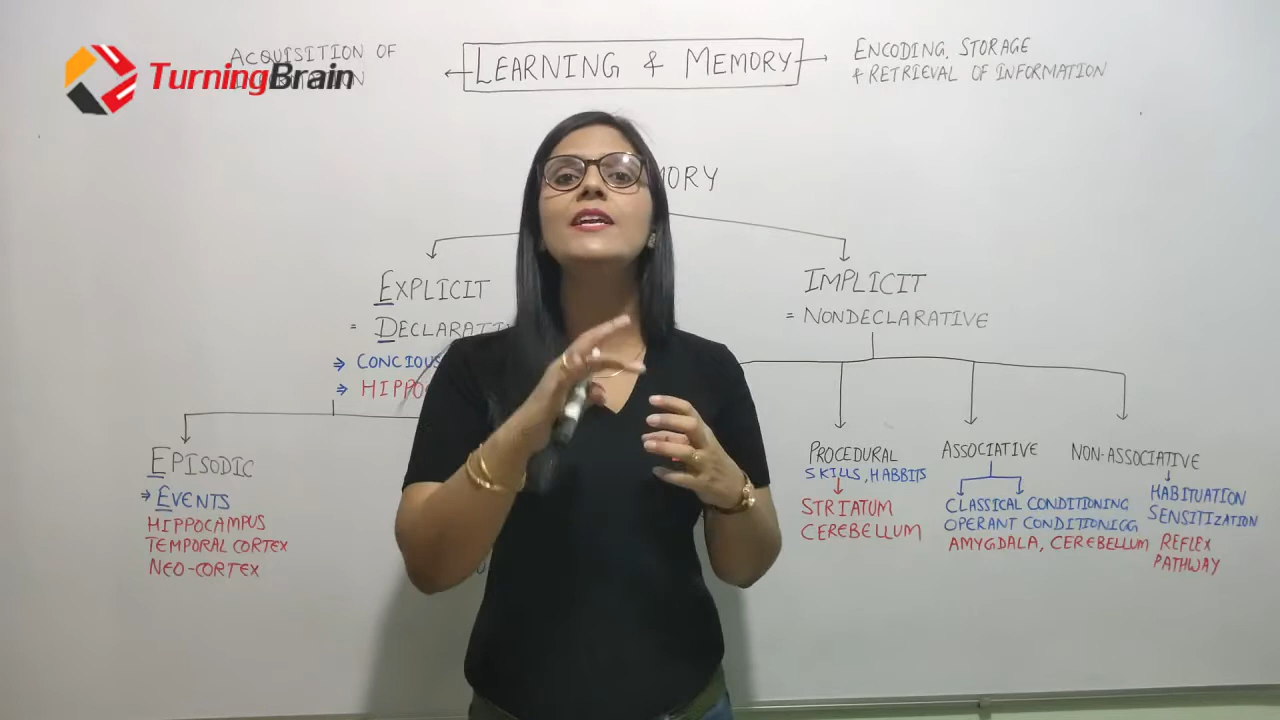 ACQUISITION OF
TurningBrain
LEARNING & MEMORY
ENCODING, STORAGE
& RETRIEVAL OF INFORMATION
EXPLICIT
IMPLICIT
= NONDECLARATIVE
⇒ CONCIOUS
EPISODIC
⇒ EVENTS
HIPPOCAMPUS
TEMPORAL CORTEX
NEO-CORTEX
PROCEDURAL
SKILLS, HABBITS
STRIATUM
CEREBELLUM
ASSOCIATIVE
CLASSICAL CONDITIONING
OPERANT CONDITIONIGG
AMYGDALA, CEREBELLUM
NON-ASSOCIATIVE
HABITUATION
SENSITIZATION
REFLEX
PATHWAY